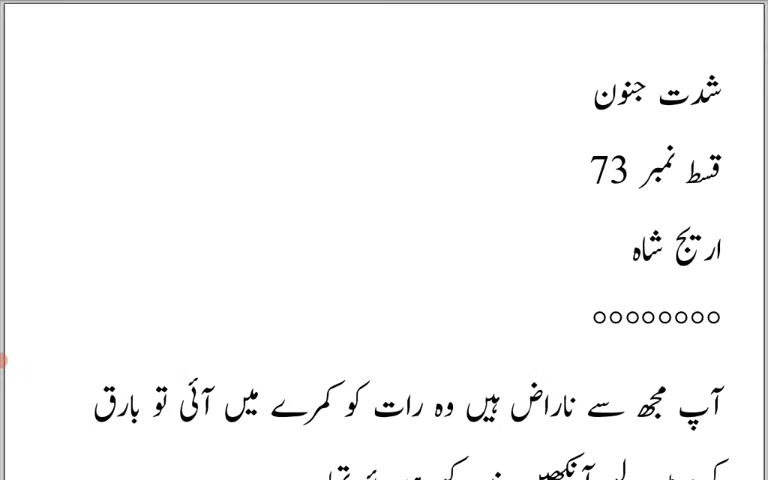 شدت جنون
قسط نمبر 73
اریج شاہ
○○○○○○○○
آپ مجھ سے ناراض ہیں وہ رات کو کمرے میں آئی تو بارق